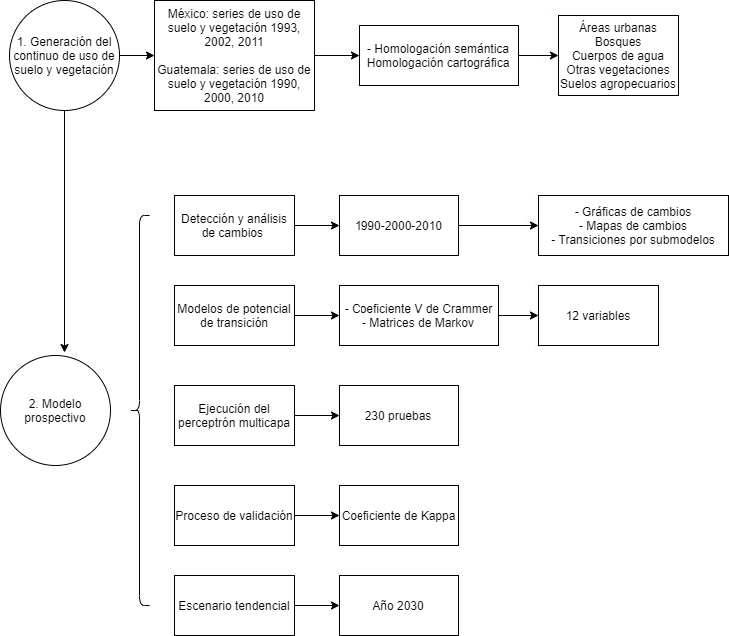 1. Generación del
continuo de uso de
suelo y vegetación
México: series de uso de
suelo y vegetación 1993,
2002, 2011
Guatemala: series de uso de
suelo y vegetación 1990,
2000, 2010
- Homologación semántica
Homologación cartográfica
Áreas urbanas
Bosques
Cuerpos de agua
Otras vegetaciones
Suelos agropecuarios
2. Modelo
prospectivo
Detección y análisis
de cambios
1990-2000-2010
- Gráficas de cambios
- Mapas de cambios
- Transiciones por submodelos
Modelos de potencial
de transición
- Coeficiente V de Crammer
- Matrices de Markov
12 variables
Ejecución del
perceptrón multicapa
230 pruebas
Proceso de validación
Coeficiente de Kappa
Escenario tendencial
Año 2030